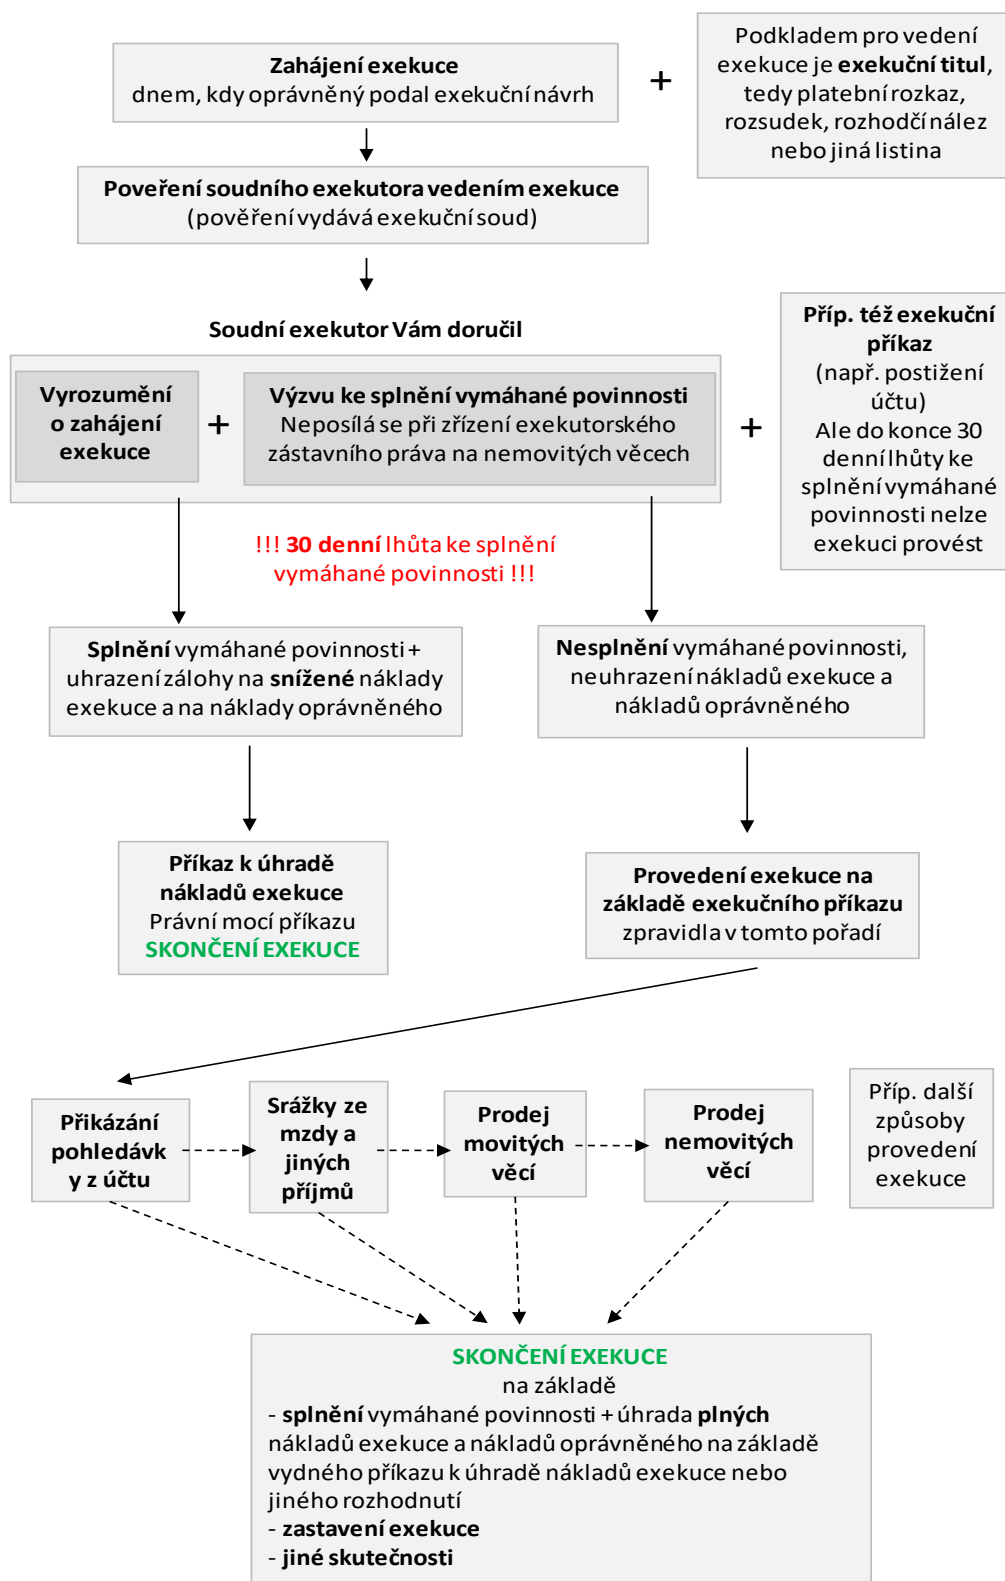 Zahájení exekuce
dnem, kdy oprávněný podal exekuční návrh
+
Podkladem pro vedení
exekuce je exekuční titul,
tedy platební rozkaz,
rozsudek, rozhodčí nález
nebo jiná listina
Poveření soudního exekutora vedením exekuce
(pověření vydává exekuční soud)
Soudní exekutor Vám doručil
Vyrozumění
o zahájení
exekuce
+
Výzvu ke splnění vymáhané povinnosti
Neposílá se při zřízení exekutorského
zástavního práva na nemovitých věcech
+
Příp. též exekuční
příkaz
(např. postižení
účtu)
Ale do konce 30
denní lhůty ke
splnění vymáhané
povinnosti nelze
exekuci provést
!!! 30 denní lhůta ke splnění
vymáhané povinnosti !!!
Splnění vymáhané povinnosti +
uhrazení zálohy na snížené náklady
exekuce a na náklady oprávněného
Nesplnění vymáhané povinnosti,
neuhrazení nákladů exekuce a
nákladů oprávněného
Příkaz k úhradě
nákladů exekuce
Právní mocí příkazu
SKONČENÍ EXEKUCE
Provedení exekuce na
základě exekučního příkazu
zpravidla v tomto pořadí
Přikázání
pohledávk
y z účtu
Srážky ze
mzdy a
jiných
příjmů
Prodej
movitých
věcí
Prodej
nemovitých
věcí
Příp. další
způsoby
provedení
exekuce
SKONČENÍ EXEKUCE
na základě
- splnění vymáhané povinnosti + úhrada plných
nákladů exekuce a nákladů oprávněného na základě
vydného příkazu k úhradě nákladů exekuce nebo
jiného rozhodnutí
- zastavení exekuce
- jiné skutečnosti